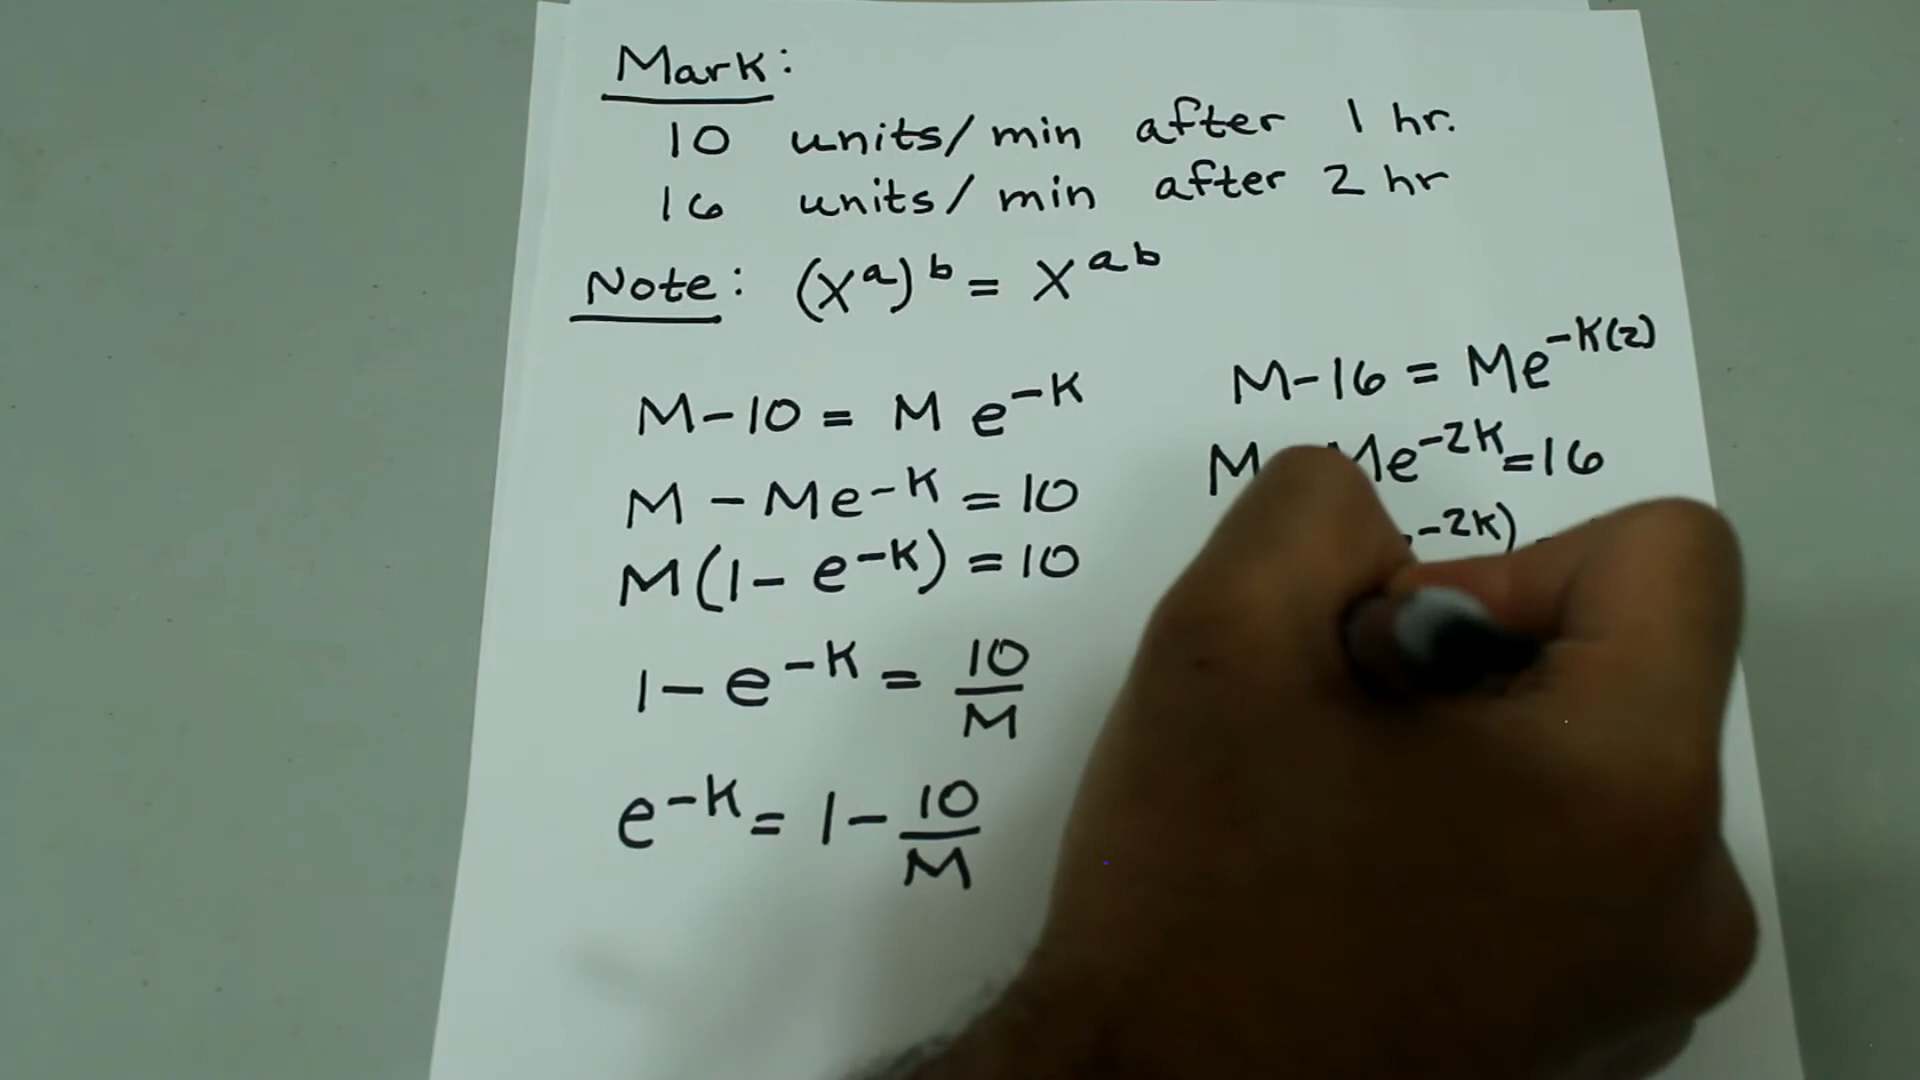 Mark:
10 units/min after 1 hr.
16 units/min after 2 hr
Note: (x^a)^b = x^ab
M-10 = M e^-K
M - Me^-K = 10
M(1- e^-K) = 10
1- e^-K = 10/M
e^-K = 1- 10/M
M-16 = Me^-K(2)
M Me^-2K = 16
-2K)